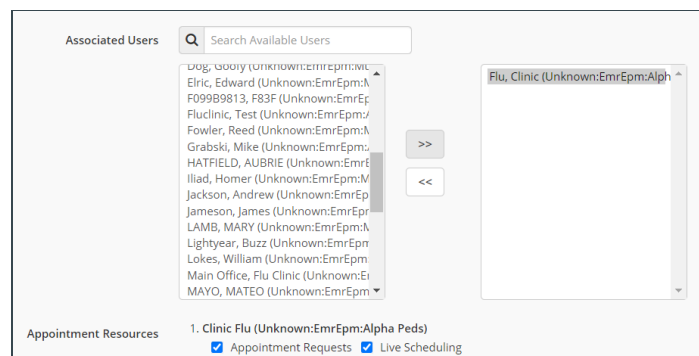 Associated Users
Search Available Users
Dog, Goofy (Unknown:EmrEpm:Mu
Elric, Edward (Unknown:EmrEpm:M
F099B9813, F83F (Unknown:EmrEp
Fluclinic, Test (Unknown:EmrEpm:A
Fowler, Reed (Unknown:EmrEpm:M
Grabski, Mike (Unknown:EmrEpm:A
HATFIELD, AUBRIE (Unknown:EmrE
Iliad, Homer (Unknown:EmrEpm:M
Jackson, Andrew (Unknown:EmrEp
Jameson, James (Unknown:EmrEpr
LAMB, MARY (Unknown:EmrEpm:M
Lightyear, Buzz (Unknown:EmrEpm
Lokes, William (Unknown:EmrEpm:
Main Office, Flu Clinic (Unknown:Em
MAYO, MATEO (Unknown:EmrEpm
>>
<<
Flu, Clinic (Unknown:EmrEpm:Alph
Appointment Resources
1. Clinic Flu (Unknown:EmrEpm:Alpha Peds)
Appointment Requests Live Scheduling